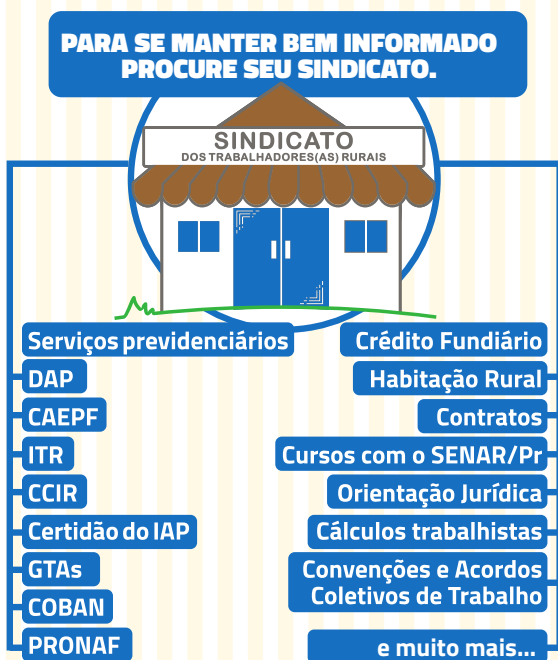 PARA SE MANTER BEM INFORMADO
PROCURE SEU SINDICATO.
SINDICATO
DOS TRABALHADORES(AS) RURAIS
Serviços previdenciários
DAP
CAEPF
ITR
CCIR
Certidão do IAP
GTAs
COBAN
PRONAF
Crédito Fundiário
Habitação Rural
Contratos
Cursos com o SENAR/Pr
Orientação Jurídica
Cálculos trabalhistas
Convenções e Acordos
Coletivos de Trabalho
e muito mais...